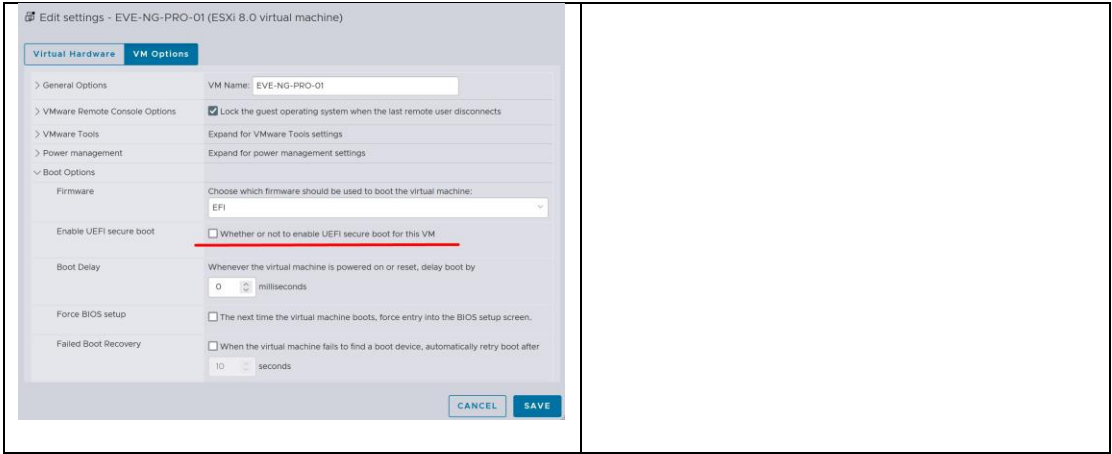 Edit settings - EVE-NG-PRO-01 (ESXi 8.0 virtual machine)
Virtual Hardware VM Options
General Options VM Name: EVE-NG-PRO-01
VMware Remote Console Options Lock the guest operating system when the last remote user disconnects
VMware Tools Expand for VMware Tools settings
Power management Expand for power management settings
Boot Options
Firmware Choose which firmware should be used to boot the virtual machine:
EFI
Enable UEFI secure boot Whether or not to enable UEFI secure boot for this VM
Boot Delay Whenever the virtual machine is powered on or reset, delay boot by
0 milliseconds
Force BIOS setup The next time the virtual machine boots, force entry into the BIOS setup screen.
Failed Boot Recovery When the virtual machine fails to find a boot device, automatically retry boot after
10 seconds
CANCEL SAVE